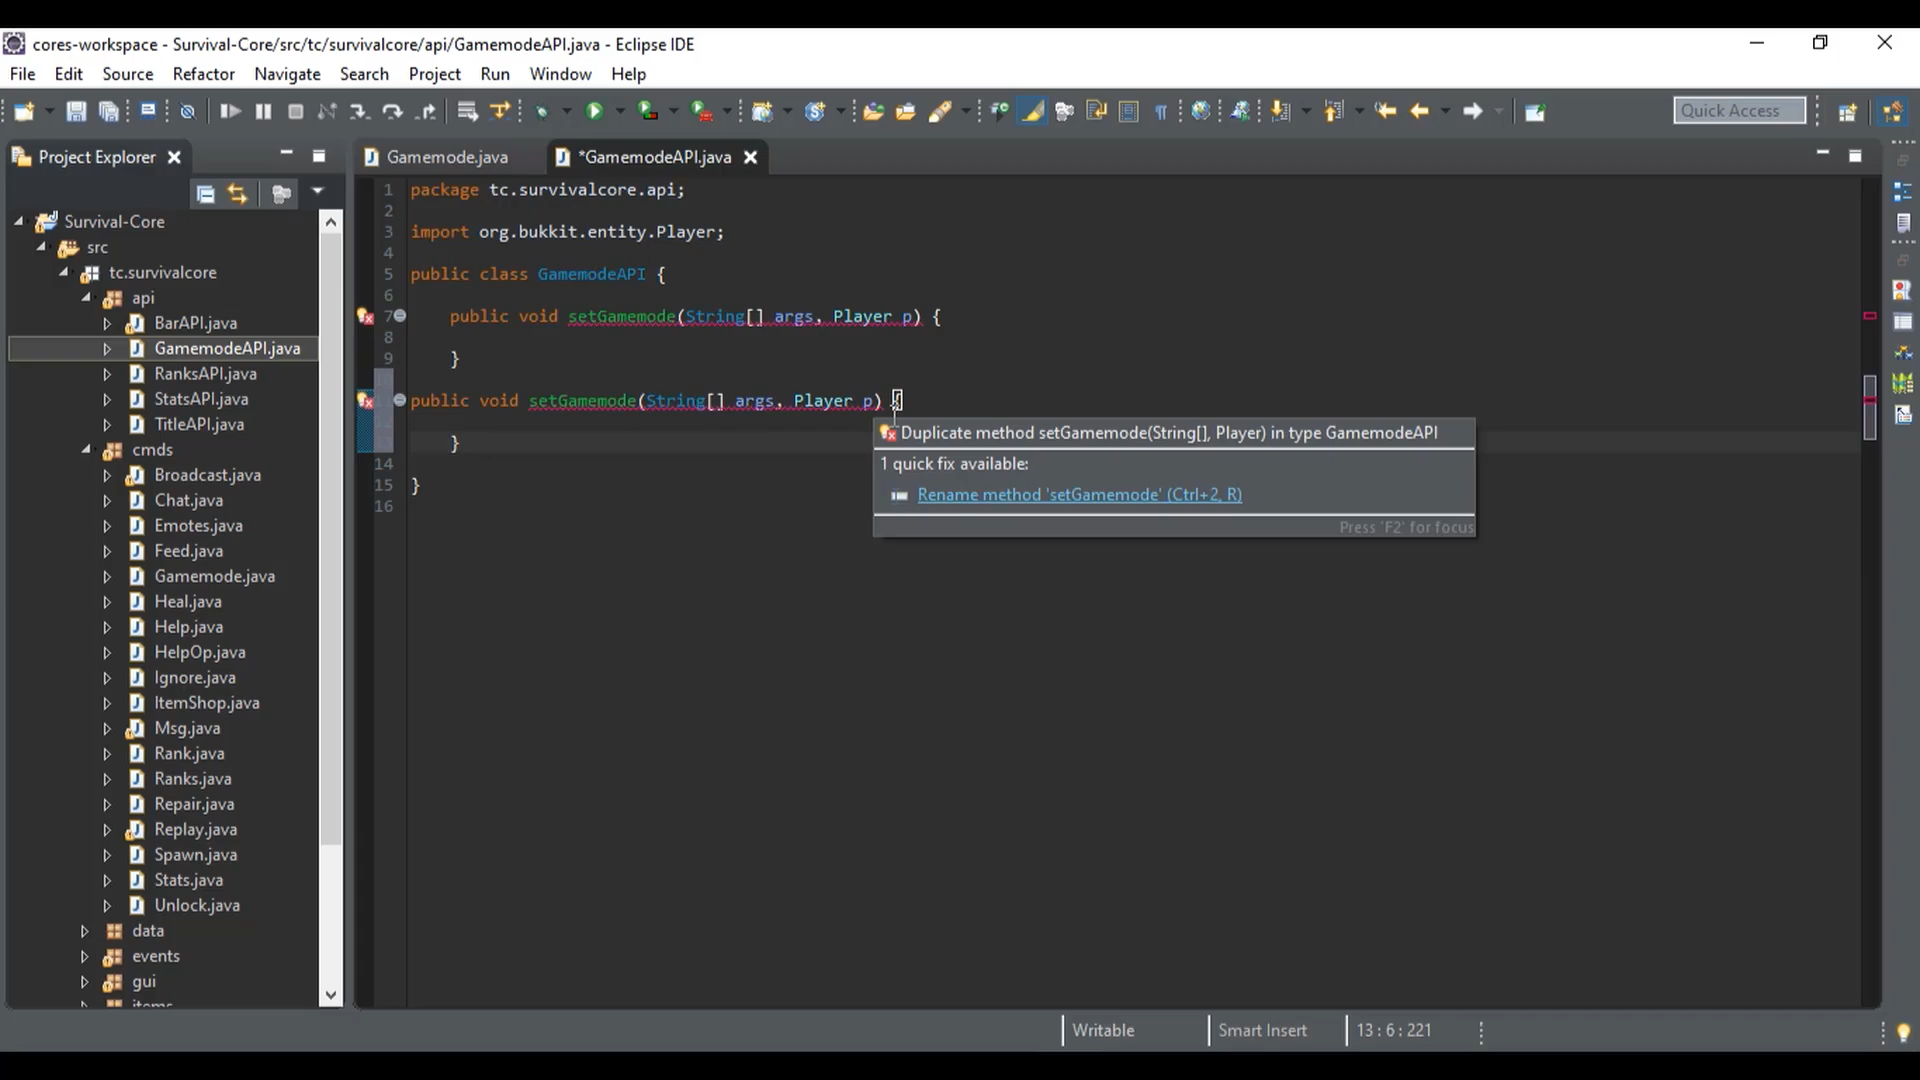 cores-workspace - Survival-Core/src/tc/survivalcore/api/GamemodeAPI.java - Eclipse IDE
File Edit Source Refactor Navigate Search Project Run Window Help
Quick Access
Project Explorer
Gamemode.java
*GamemodeAPI.java
Survival-Core
src
tc.survivalcore
api
BarAPI.java
GamemodeAPI.java
RanksAPI.java
StatsAPI.java
TitleAPI.java
cmds
Broadcast.java
Chat.java
Emotes.java
Feed.java
Gamemode.java
Heal.java
Help.java
HelpOp.java
Ignore.java
ItemShop.java
Msg.java
Rank.java
Ranks.java
Repair.java
Replay.java
Spawn.java
Stats.java
Unlock.java
data
events
gui
items
1 package tc.survivalcore.api;
2
3 import org.bukkit.entity.Player;
4
5 public class GamemodeAPI {
6
7 public void setGamemode(String[] args, Player p) {
8
9 }
public void setGamemode(String[] args, Player p) {
}
14
15 }
16
Duplicate method setGamemode(String[], Player) in type GamemodeAPI
1 quick fix available:
Rename method 'setGamemode' (Ctrl+2, R)
Press 'F2' for focus
Writable
Smart Insert
13 : 6 : 221